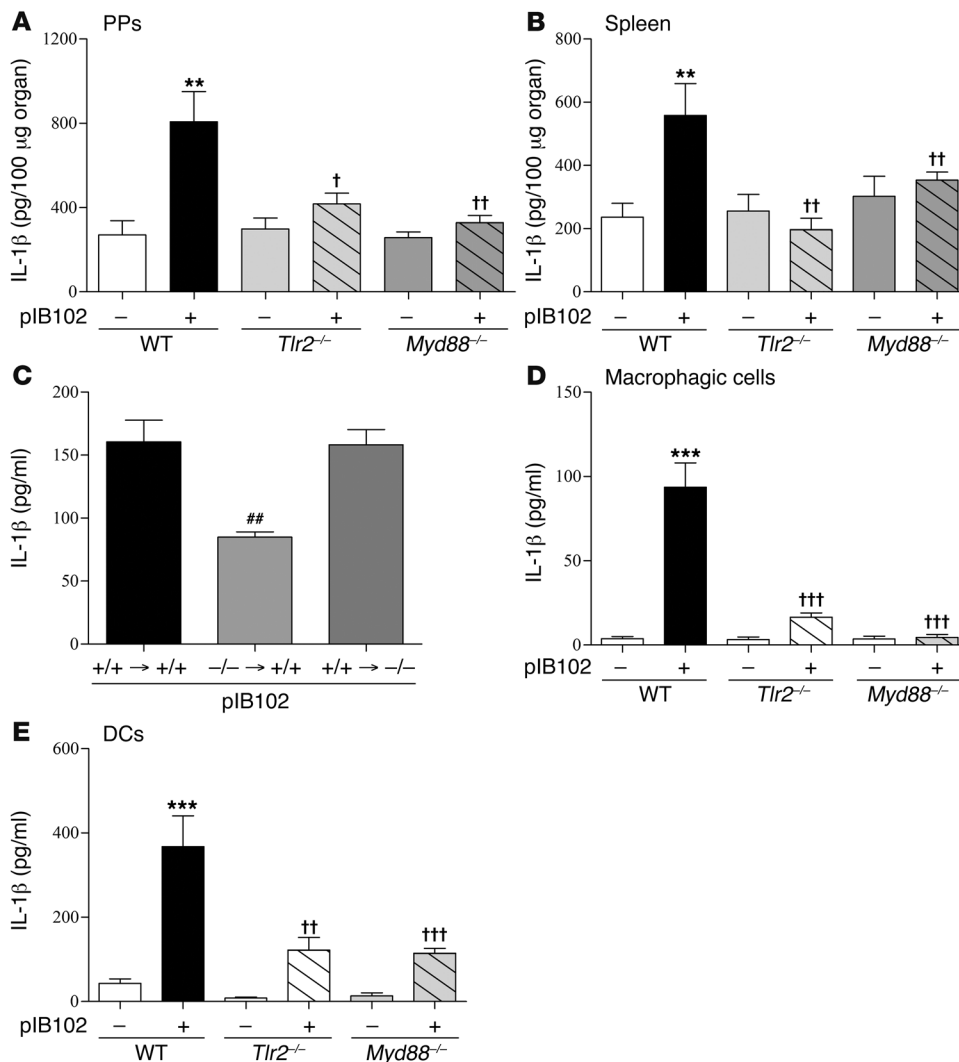 A PPs
IL-1β (pg/100 μg organ)
1200
800
400
0
**
†
††
pIB102 – + – + – +
WT Tlr2–/– Myd88–/–
B Spleen
IL-1β (pg/100 μg organ)
800
600
400
200
0
**
††
††
pIB102 – + – + – +
WT Tlr2–/– Myd88–/–
C
IL-1β (pg/ml)
200
150
100
50
0
##
+/+ → +/+ –/– → +/+ +/+ → –/–
pIB102
D Macrophagic cells
IL-1β (pg/ml)
150
100
50
0
***
†††
†††
pIB102 – + – + – +
WT Tlr2–/– Myd88–/–
E DCs
IL-1β (pg/ml)
600
400
200
0
***
††
†††
pIB102 – + – + – +
WT Tlr2–/– Myd88–/–